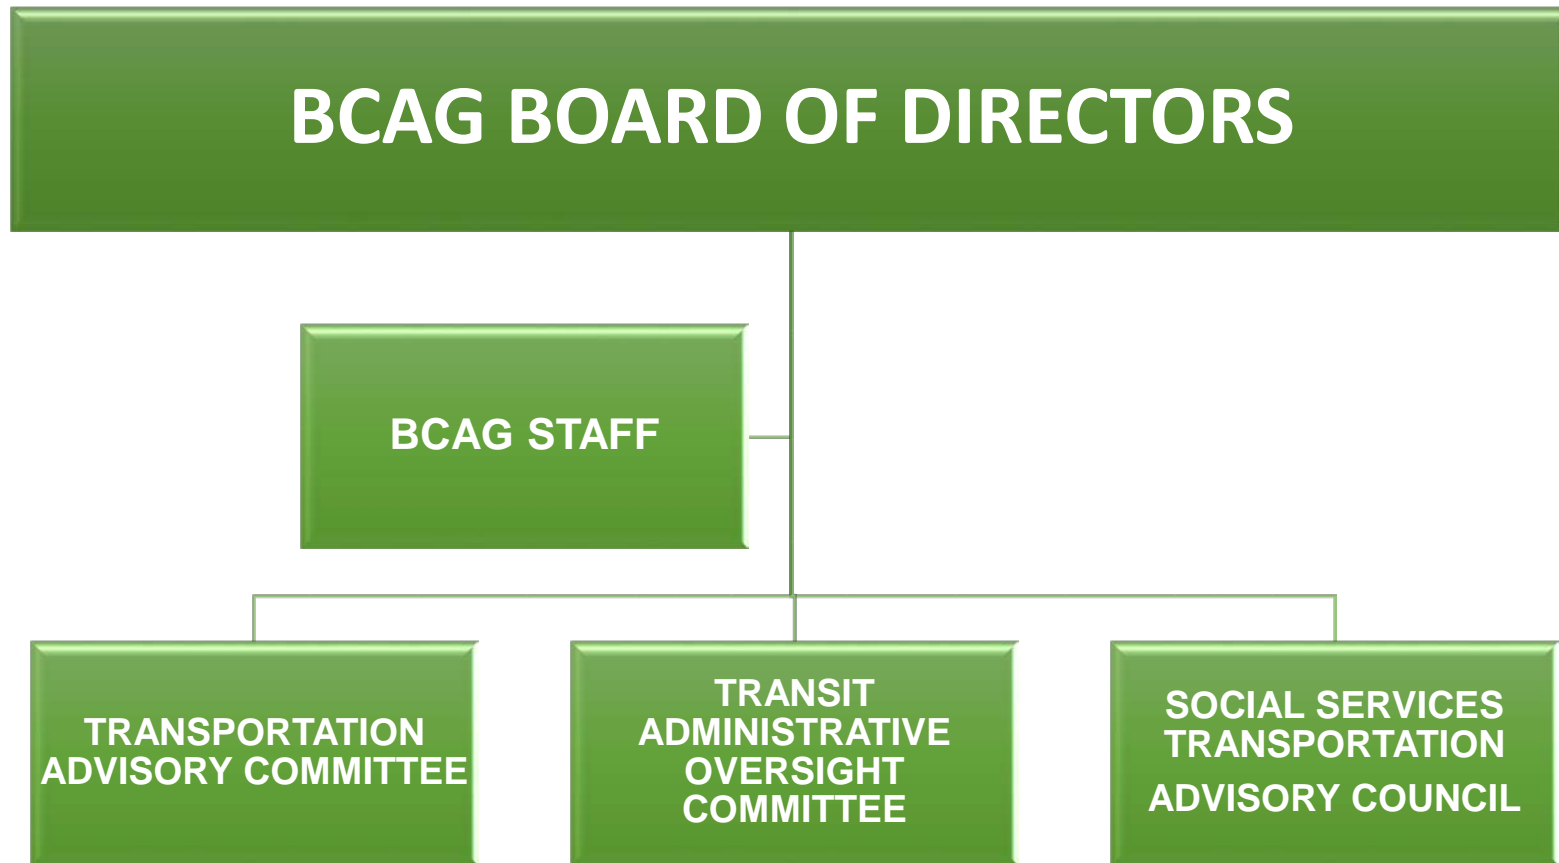 BCAG BOARD OF DIRECTORS
BCAG STAFF
TRANSPORTATION
ADVISORY COMMITTEE
TRANSIT
ADMINISTRATIVE
OVERSIGHT
COMMITTEE
SOCIAL SERVICES
TRANSPORTATION
ADVISORY COUNCIL